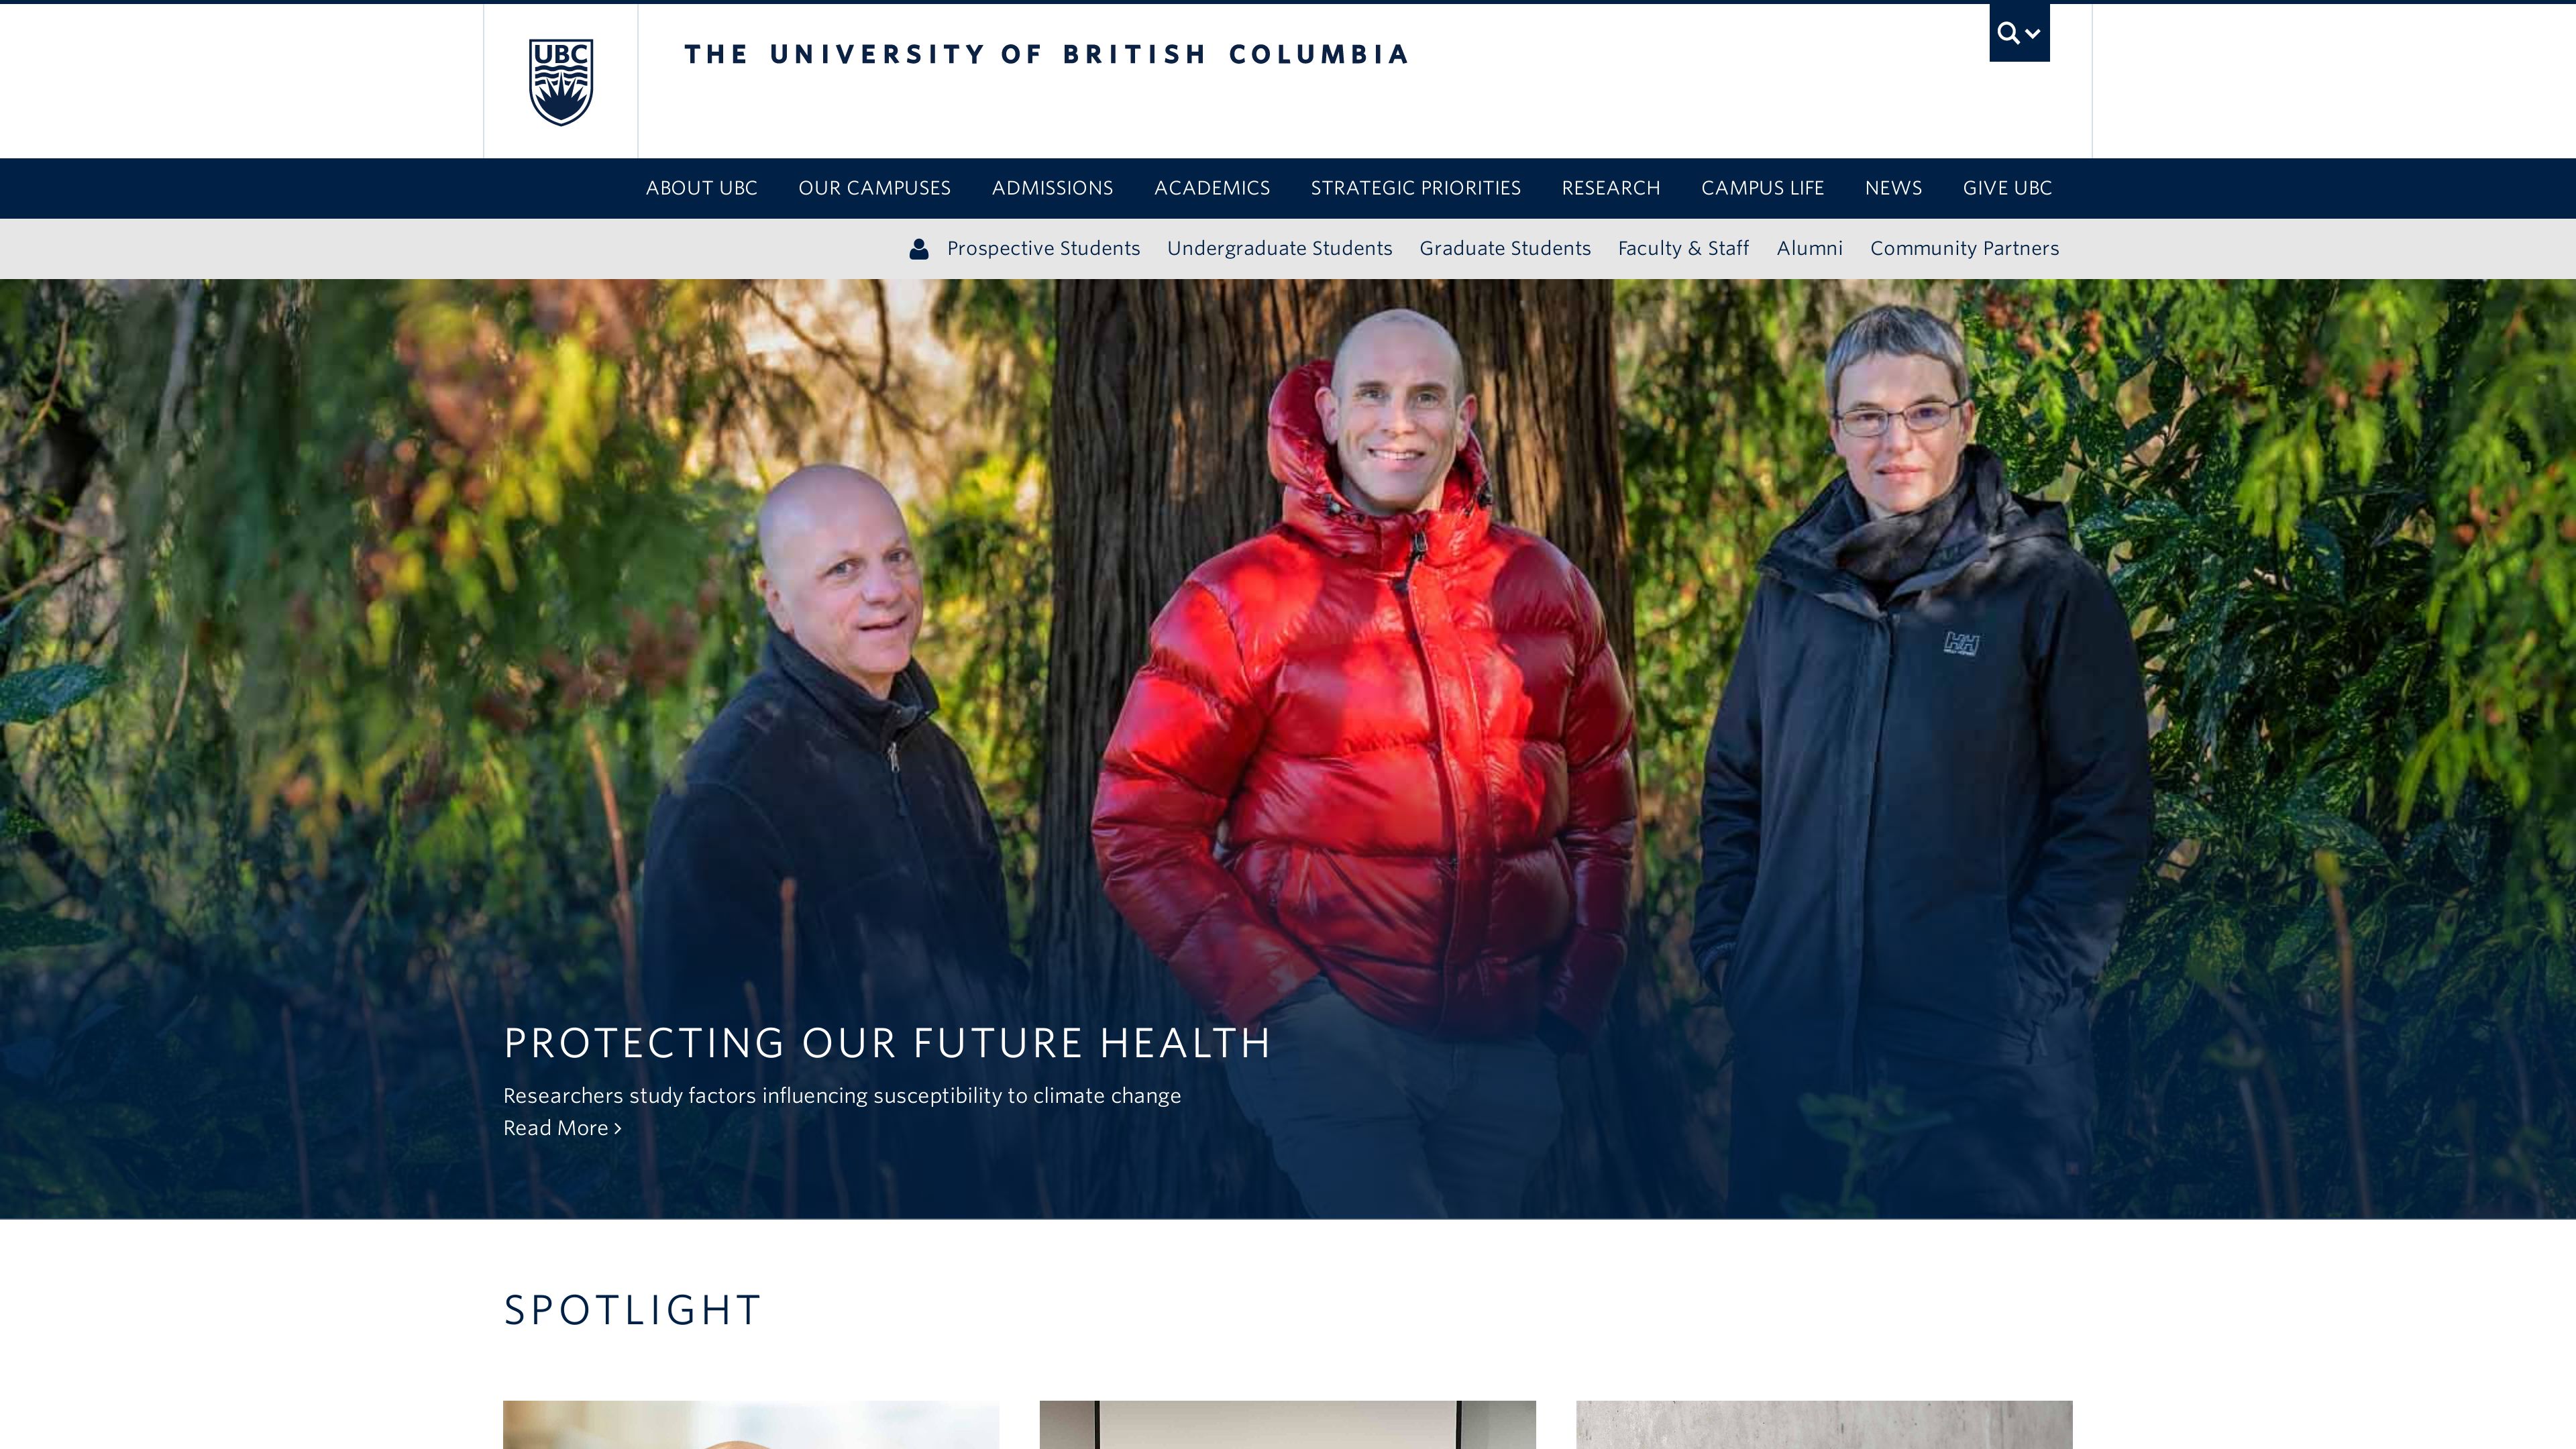 UBC
THE UNIVERSITY OF BRITISH COLUMBIA
ABOUT UBC OUR CAMPUSES ADMISSIONS ACADEMICS STRATEGIC PRIORITIES RESEARCH CAMPUS LIFE NEWS GIVE UBC
Prospective Students Undergraduate Students Graduate Students Faculty & Staff Alumni Community Partners
HH
PROTECTING OUR FUTURE HEALTH
Researchers study factors influencing susceptibility to climate change
Read More >
SPOTLIGHT